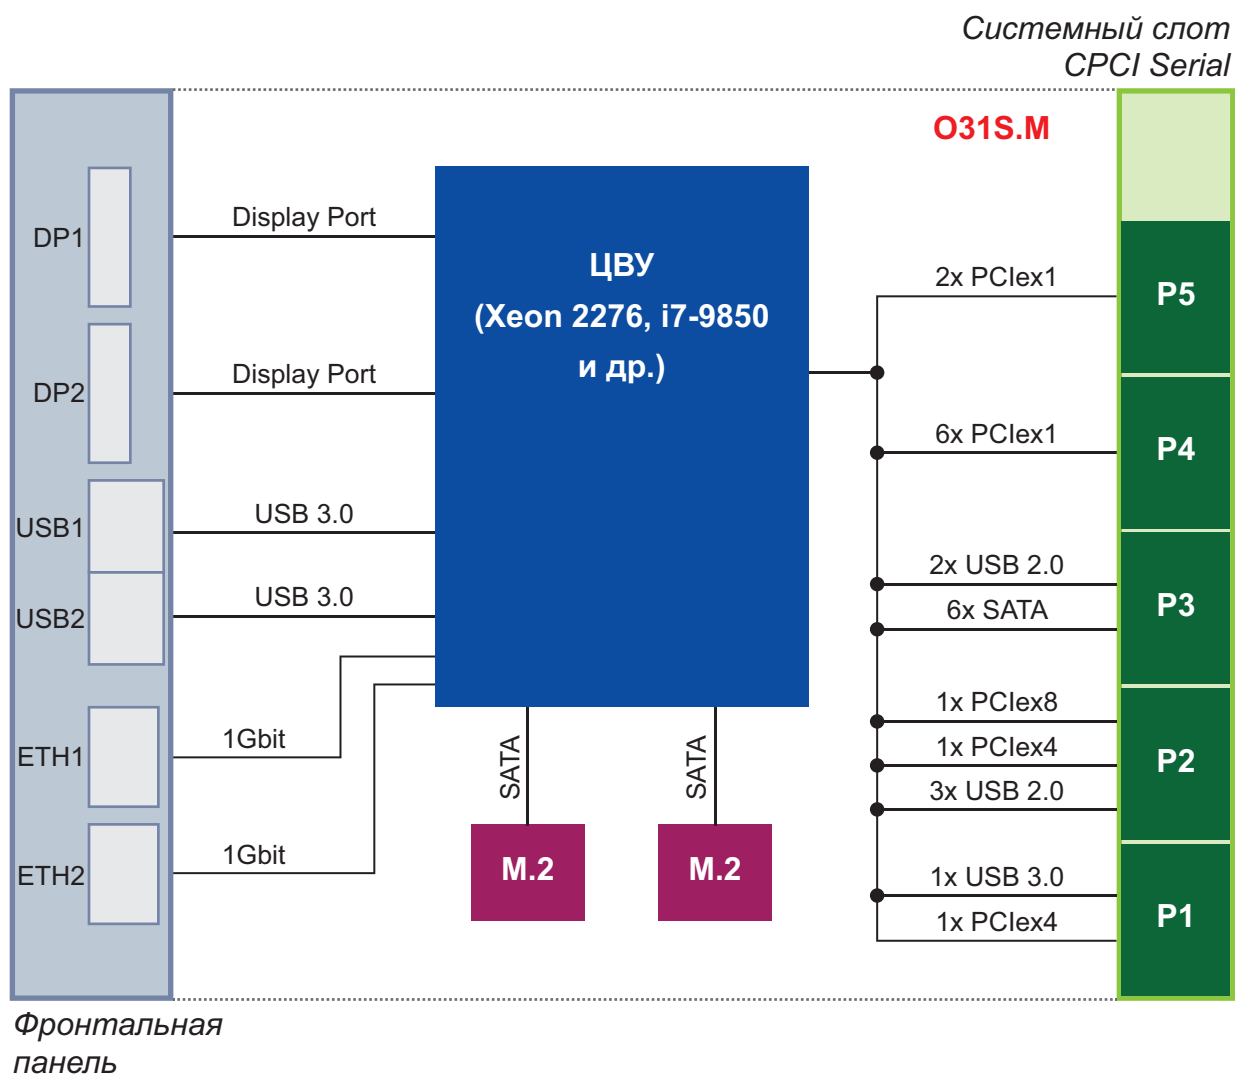 Системный слот
CPCI Serial
O31S.M
DP1
Display Port
ЦВУ
(Xeon 2276, i7-9850
и др.)
2x PCIex1
P5
DP2
Display Port
6x PCIex1
P4
USB1
USB 3.0
2x USB 2.0
6x SATA
P3
USB2
USB 3.0
ETH1
1Gbit
SATA
SATA
1x PCIex8
1x PCIex4
3x USB 2.0
P2
ETH2
1Gbit
M.2
M.2
1x USB 3.0
1x PCIex4
P1
Фронтальная
панель